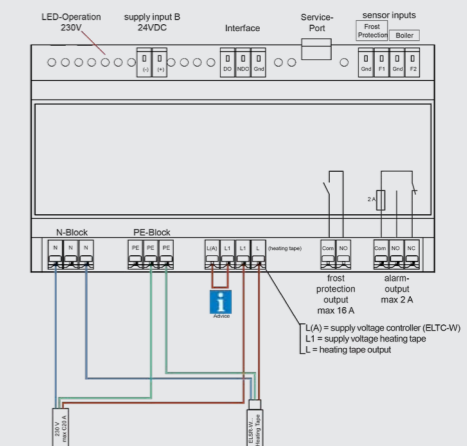 LED-Operation
230V
supply input B
24VDC
Interface
Service-
Port
sensor inputs
Frost
Protection
Boiler
(-)
(+)
DO
NDO
Gnd
Gnd
F1
Gnd
F2
2 A
N-Block
PE-Block
N
N
N
PE
PE
PE
L(A)
L1
L1
L
(heating tape)
Com
NO
Com
NO
NC
Advice
frost
protection
output
max 16 A
alarm-
output
max 2 A
L(A) = supply voltage controller (ELTC-W)
L1 = supply voltage heating tape
L = heating tape output
230 V
max C20 A
ELSR-W...
Heating Tape